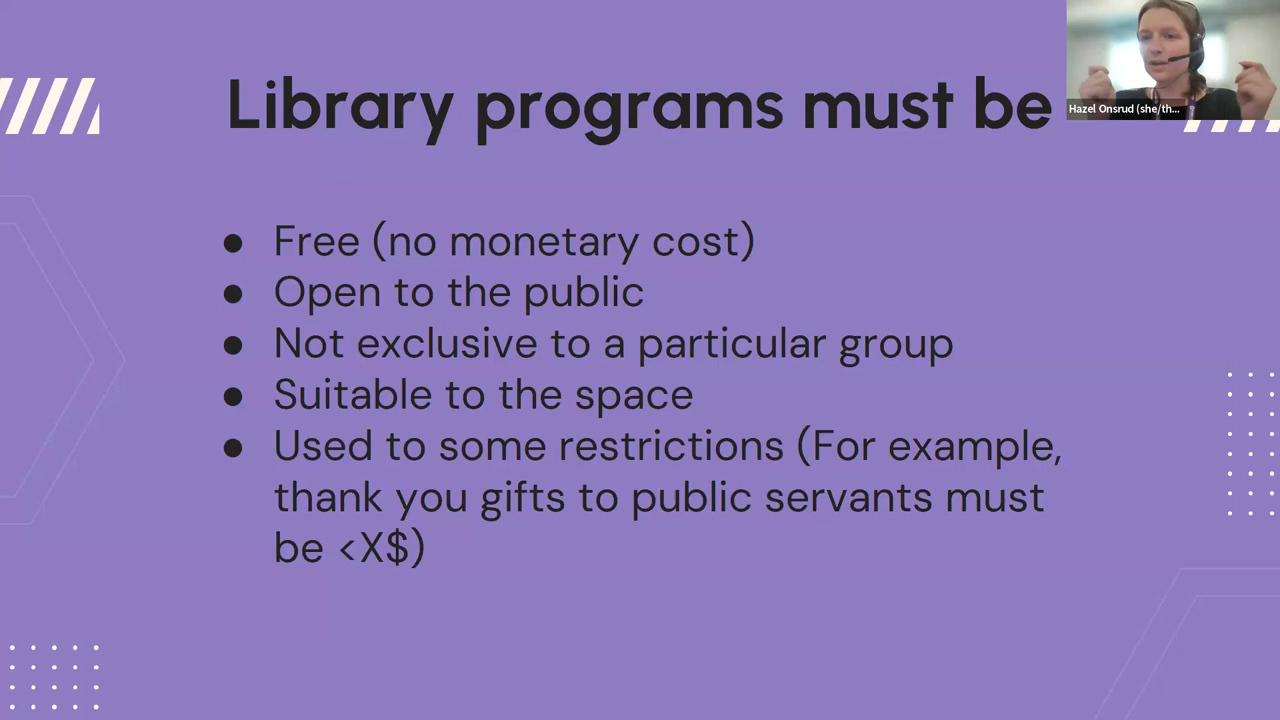 Library programs must be
Hazel Onsrud (she/th...
● Free (no monetary cost)
● Open to the public
● Not exclusive to a particular group
● Suitable to the space
● Used to some restrictions (For example,
thank you gifts to public servants must
be <X$)